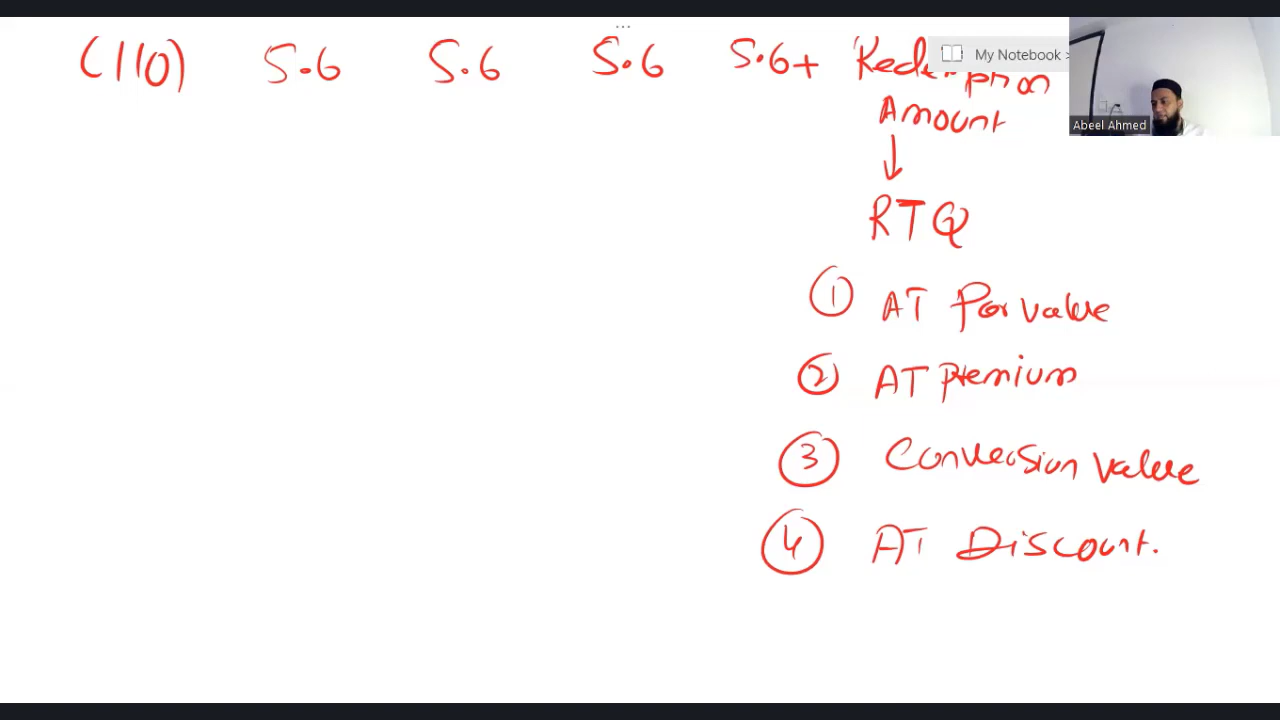 (110) 5.6 5.6 5.6 5.6+
My Notebook >
Amount
↓
RTQ
① AT Par value
② AT Premium
③ Conversion value
④ AT Discount.
Abeel Ahmed